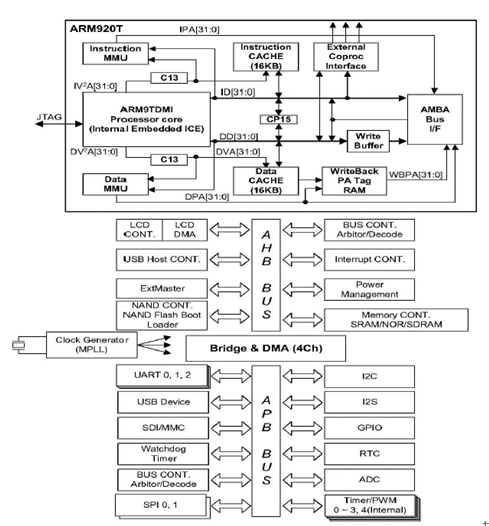 ARM920T
IPA[31:0]
Instruction
MMU
C13
Instruction
CACHE
(16KB)
External
Coproc
Interface
IV²A[31:0]
ID[31:0]
JTAG
ARM9TDMI
Processor core
(Internal Embedded ICE)
CP15
AMBA
Bus
I/F
DD[31:0]
Write
Buffer
DV²A[31:0]
C13
DVA[31:0]
Data
MMU
Data
CACHE
(16KB)
WriteBack
PA Tag
RAM
WBPA[31:0]
DPA[31:0]
LCD
CONT.
LCD
DMA
AHB BUS
BUS CONT.
Arbitor/Decode
USB Host CONT.
Interrupt CONT.
ExtMaster
Power
Management
NAND CONT.
NAND Flash Boot
Loader
Memory CONT.
SRAM/NOR/SDRAM
Clock Generator
(MPLL)
Bridge & DMA (4Ch)
UART 0, 1, 2
APB BUS
I2C
USB Device
I2S
SDI/MMC
GPIO
Watchdog
Timer
RTC
BUS CONT.
Arbitor/Decode
ADC
SPI 0, 1
Timer/PWM
0 ~ 3, 4(Internal)